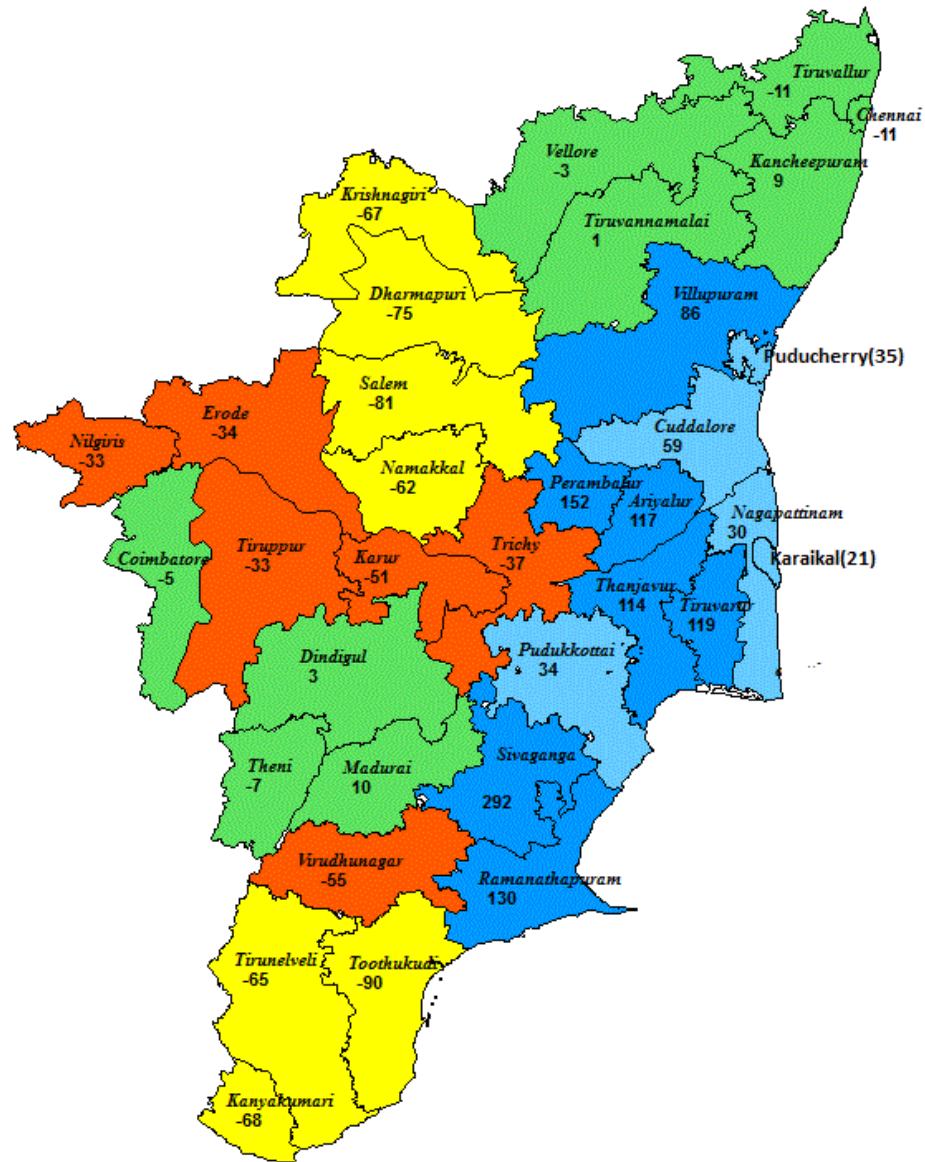 Tiruvallur
-11
Chennai
-11
Vellore
-3
Kancheepuram
9
Krishnagiri
-67
Tiruvannamalai
1
Dharmapuri
-75
Villupuram
86
Puducherry(35)
Salem
-81
Erode
-34
Nilgiris
-33
Cuddalore
59
Namakkal
-62
Perambalur
152
Ariyalur
117
Nagapattinam
30
Tiruppur
-33
Karur
-51
Trichy
-37
Coimbatore
-5
Karaikal(21)
Thanjavur
114
Tiruvarur
119
Dindigul
3
Pudukkottai
34
Sivaganga
292
Theni
-7
Madurai
10
Virudhunagar
-55
Ramanathapuram
130
Tirunelveli
-65
Toothukudi
-90
Kanyakumari
-68